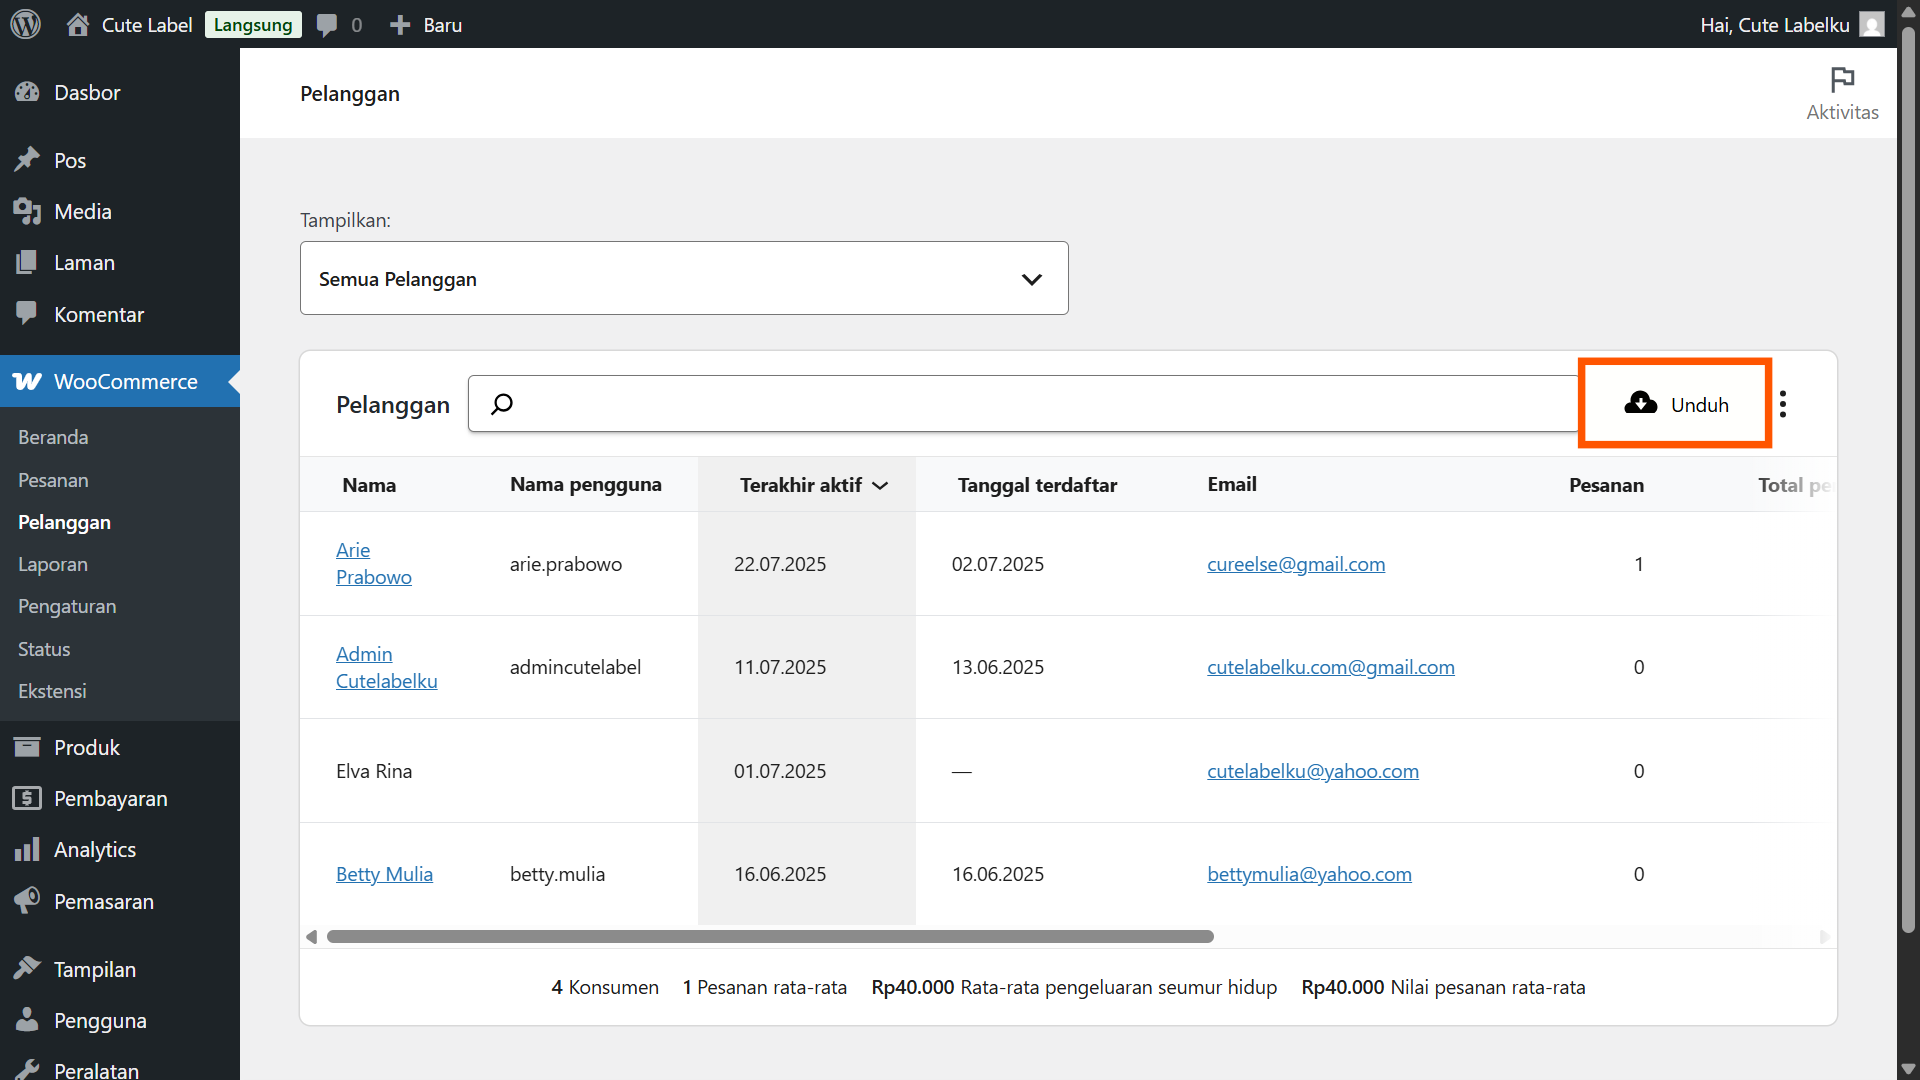 Cute Label Langsung 0 Baru Hai, Cute Labelku
Dasbor
Pos
Media
Laman
Komentar
WooCommerce
Beranda
Pesanan
Pelanggan
Laporan
Pengaturan
Status
Ekstensi
Produk
Pembayaran
Analytics
Pemasaran
Tampilan
Pengguna
Peralatan
Pelanggan
Aktivitas
Tampilkan:
Semua Pelanggan
Pelanggan Unduh
Nama Nama pengguna Terakhir aktif Tanggal terdaftar Email Pesanan Total
Arie
Prabowo
arie.prabowo 22.07.2025 02.07.2025 cureelse@gmail.com 1
Admin
Cutelabelku
admincutelabel 11.07.2025 13.06.2025 cutelabelku.com@gmail.com 0
Elva Rina 01.07.2025 — cutelabelku@yahoo.com 0
Betty Mulia betty.mulia 16.06.2025 16.06.2025 bettymulia@yahoo.com 0
4 Konsumen 1 Pesanan rata-rata Rp40.000 Rata-rata pengeluaran seumur hidup Rp40.000 Nilai pesanan rata-rata